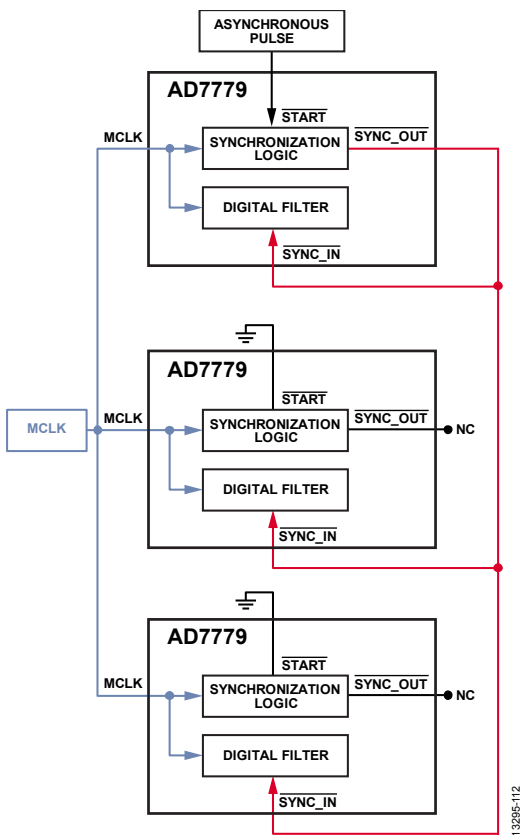 ASYNCHRONOUS
PULSE
AD7779
START
MCLK
SYNCHRONIZATION
LOGIC
SYNC_OUT
DIGITAL FILTER
SYNC_IN
AD7779
START
MCLK
MCLK
SYNCHRONIZATION
LOGIC
SYNC_OUT
NC
DIGITAL FILTER
SYNC_IN
AD7779
START
MCLK
SYNCHRONIZATION
LOGIC
SYNC_OUT
NC
DIGITAL FILTER
SYNC_IN
13295-112